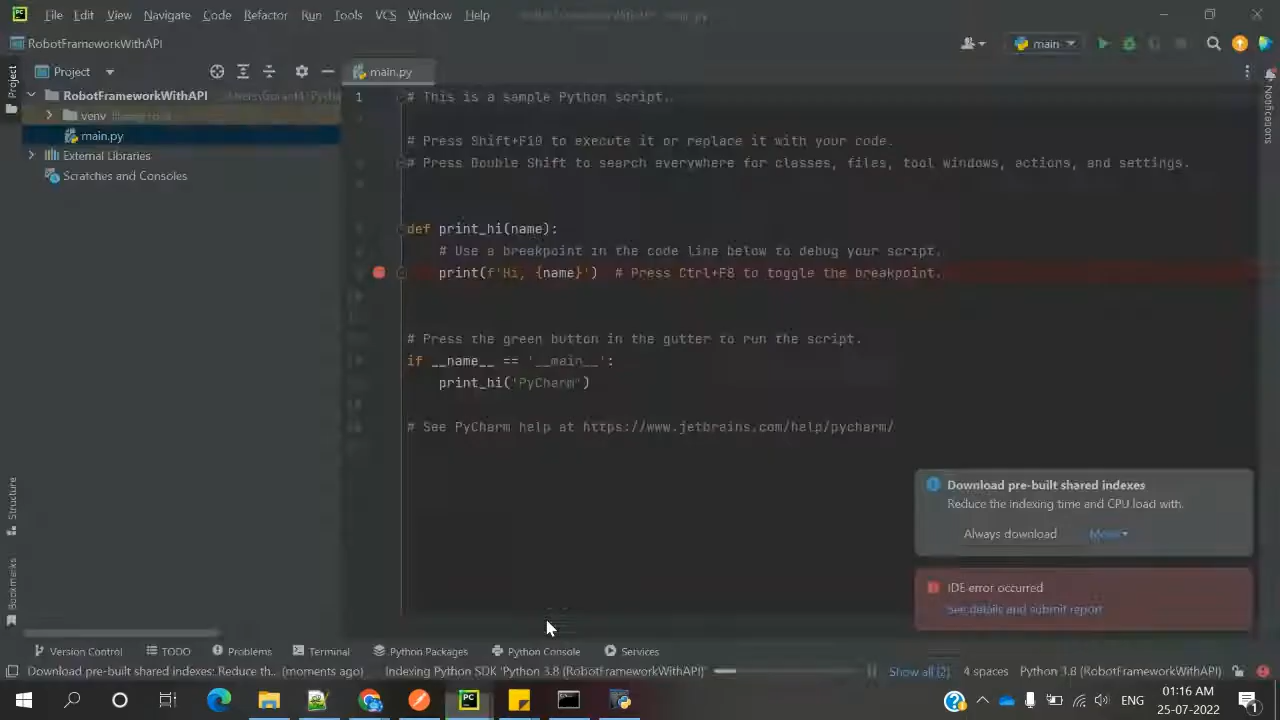 File Edit View Navigate Code Refactor Run Tools VCS Window Help
RobotFrameworkWithAPI
main
Project
Project
main.py
RobotFrameworkWithAPI
venv
main.py
External Libraries
Scratches and Consoles
1
# This is a sample Python script.
# Press Shift+F10 to execute it or replace it with your code.
# Press Double Shift to search everywhere for classes, files, tool windows, actions, and settings.
def print_hi(name):
# Use a breakpoint in the code line below to debug your script.
print(f'Hi, {name}')  # Press Ctrl+F8 to toggle the breakpoint.
# Press the green button in the gutter to run the script.
if __name__ == '__main__':
print_hi('PyCharm')
# See PyCharm help at https://www.jetbrains.com/help/pycharm/
Notifications
Structure
Bookmarks
Download pre-built shared indexes
Reduce the indexing time and CPU load with.
Always download More
IDE error occurred
See details and submit report
Version Control TODO Problems Terminal Python Packages Python Console Services
Download pre-built shared indexes: Reduce th... (moments ago) Indexing Python SDK 'Python 3.8 (RobotFrameworkWithAPI)' Show all (2) 4 spaces Python 3.8 (RobotFrameworkWithAPI)
ENG
01:16 AM
25-07-2022
1